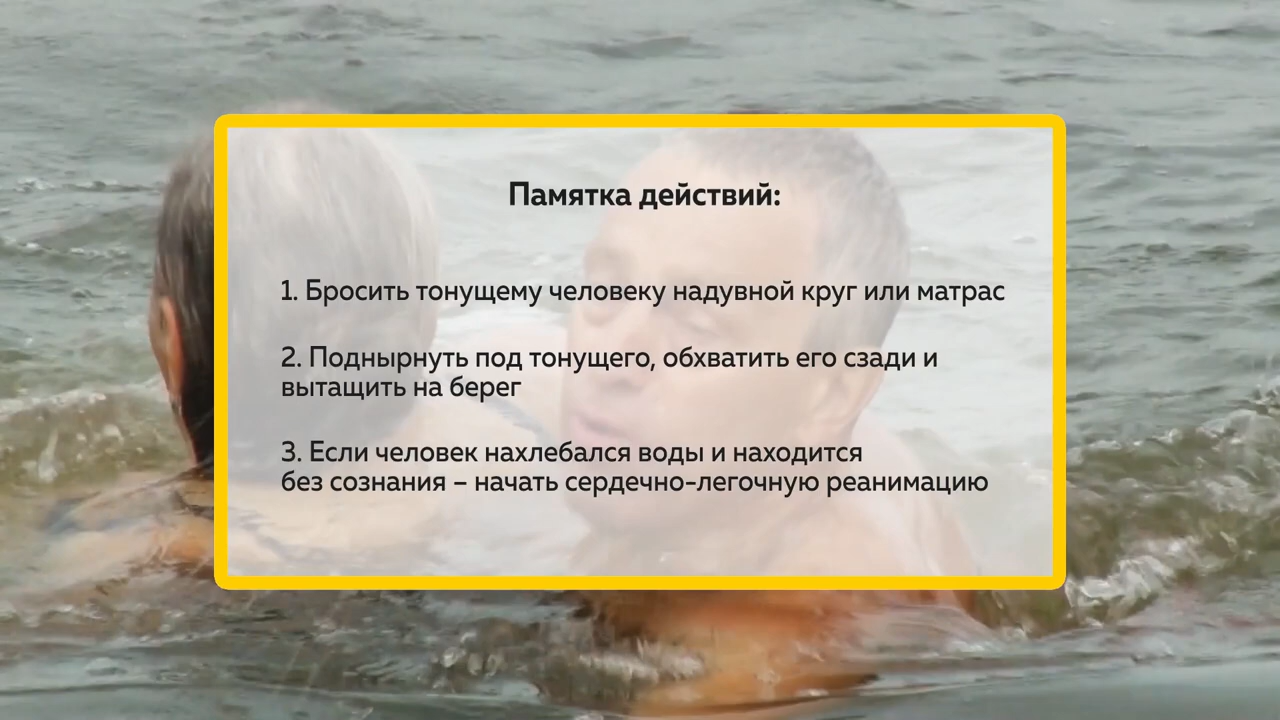 Памятка действий:
1. Бросить тонущему человеку надувной круг или матрас
2. Поднырнуть под тонущего, обхватить его сзади и
вытащить на берег
3. Если человек нахлебался воды и находится
без сознания – начать сердечно-легочную реанимацию